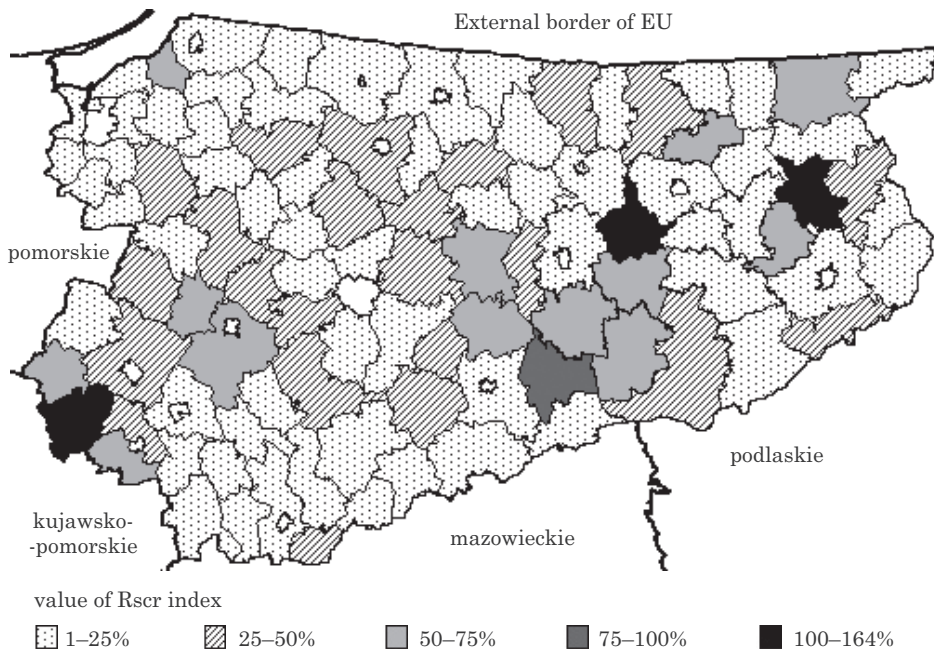 External border of EU
pomorskie
podlaskie
kujawsko-
-pomorskie
mazowieckie
value of Rscr index
1–25%
25–50%
50–75%
75–100%
100–164%